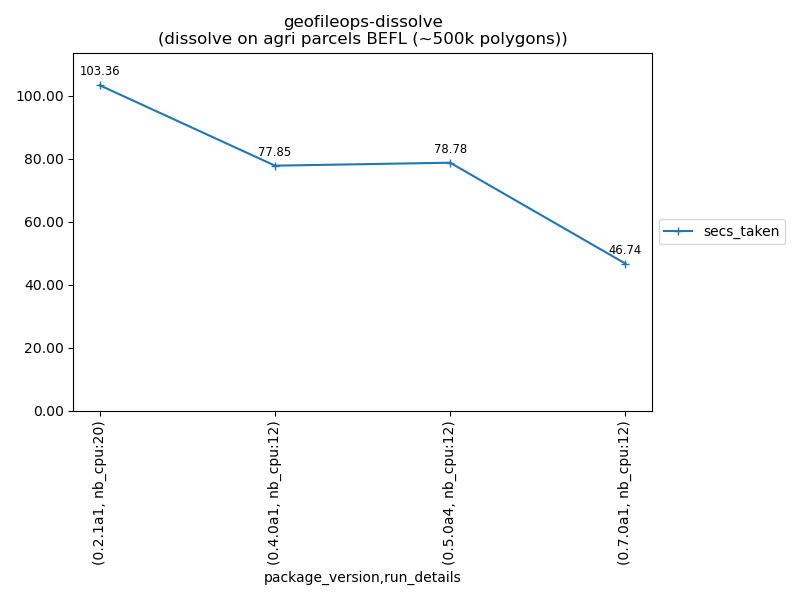 geofileops-dissolve
(dissolve on agri parcels BEFL (~500k polygons))
103.36
77.85
78.78
46.74
100.00
80.00
60.00
40.00
20.00
0.00
secs_taken
(0.2.1a1, nb_cpu:20)
(0.4.0a1, nb_cpu:12)
(0.5.0a4, nb_cpu:12)
(0.7.0a1, nb_cpu:12)
package_version,run_details